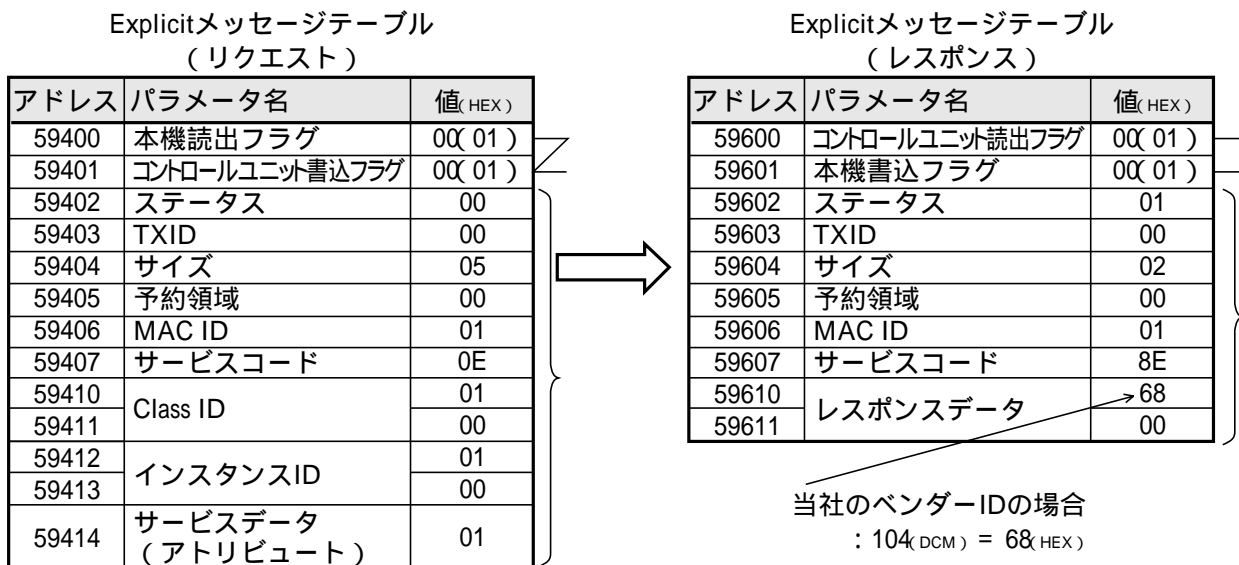 Explicitメッセージテーブル
（リクエスト）
アドレス パラメータ名 値(HEX)
59400 本機読出フラグ 00(01)
59401 コントロールユニット書込フラグ 00(01)
59402 ステータス 00
59403 TXID 00
59404 サイズ 05
59405 予約領域 00
59406 MAC ID 01
59407 サービスコード 0E
59410 Class ID 01
59411 00
59412 インスタンスID 01
59413 00
59414 サービスデータ
（アトリビュート） 01
Explicitメッセージテーブル
（レスポンス）
アドレス パラメータ名 値(HEX)
59600 コントロールユニット読出フラグ 00(01)
59601 本機書込フラグ 00(01)
59602 ステータス 01
59603 TXID 00
59604 サイズ 02
59605 予約領域 00
59606 MAC ID 01
59607 サービスコード 8E
59610 レスポンスデータ 68
59611 00
当社のベンダーIDの場合
：104(DCM) = 68(HEX)